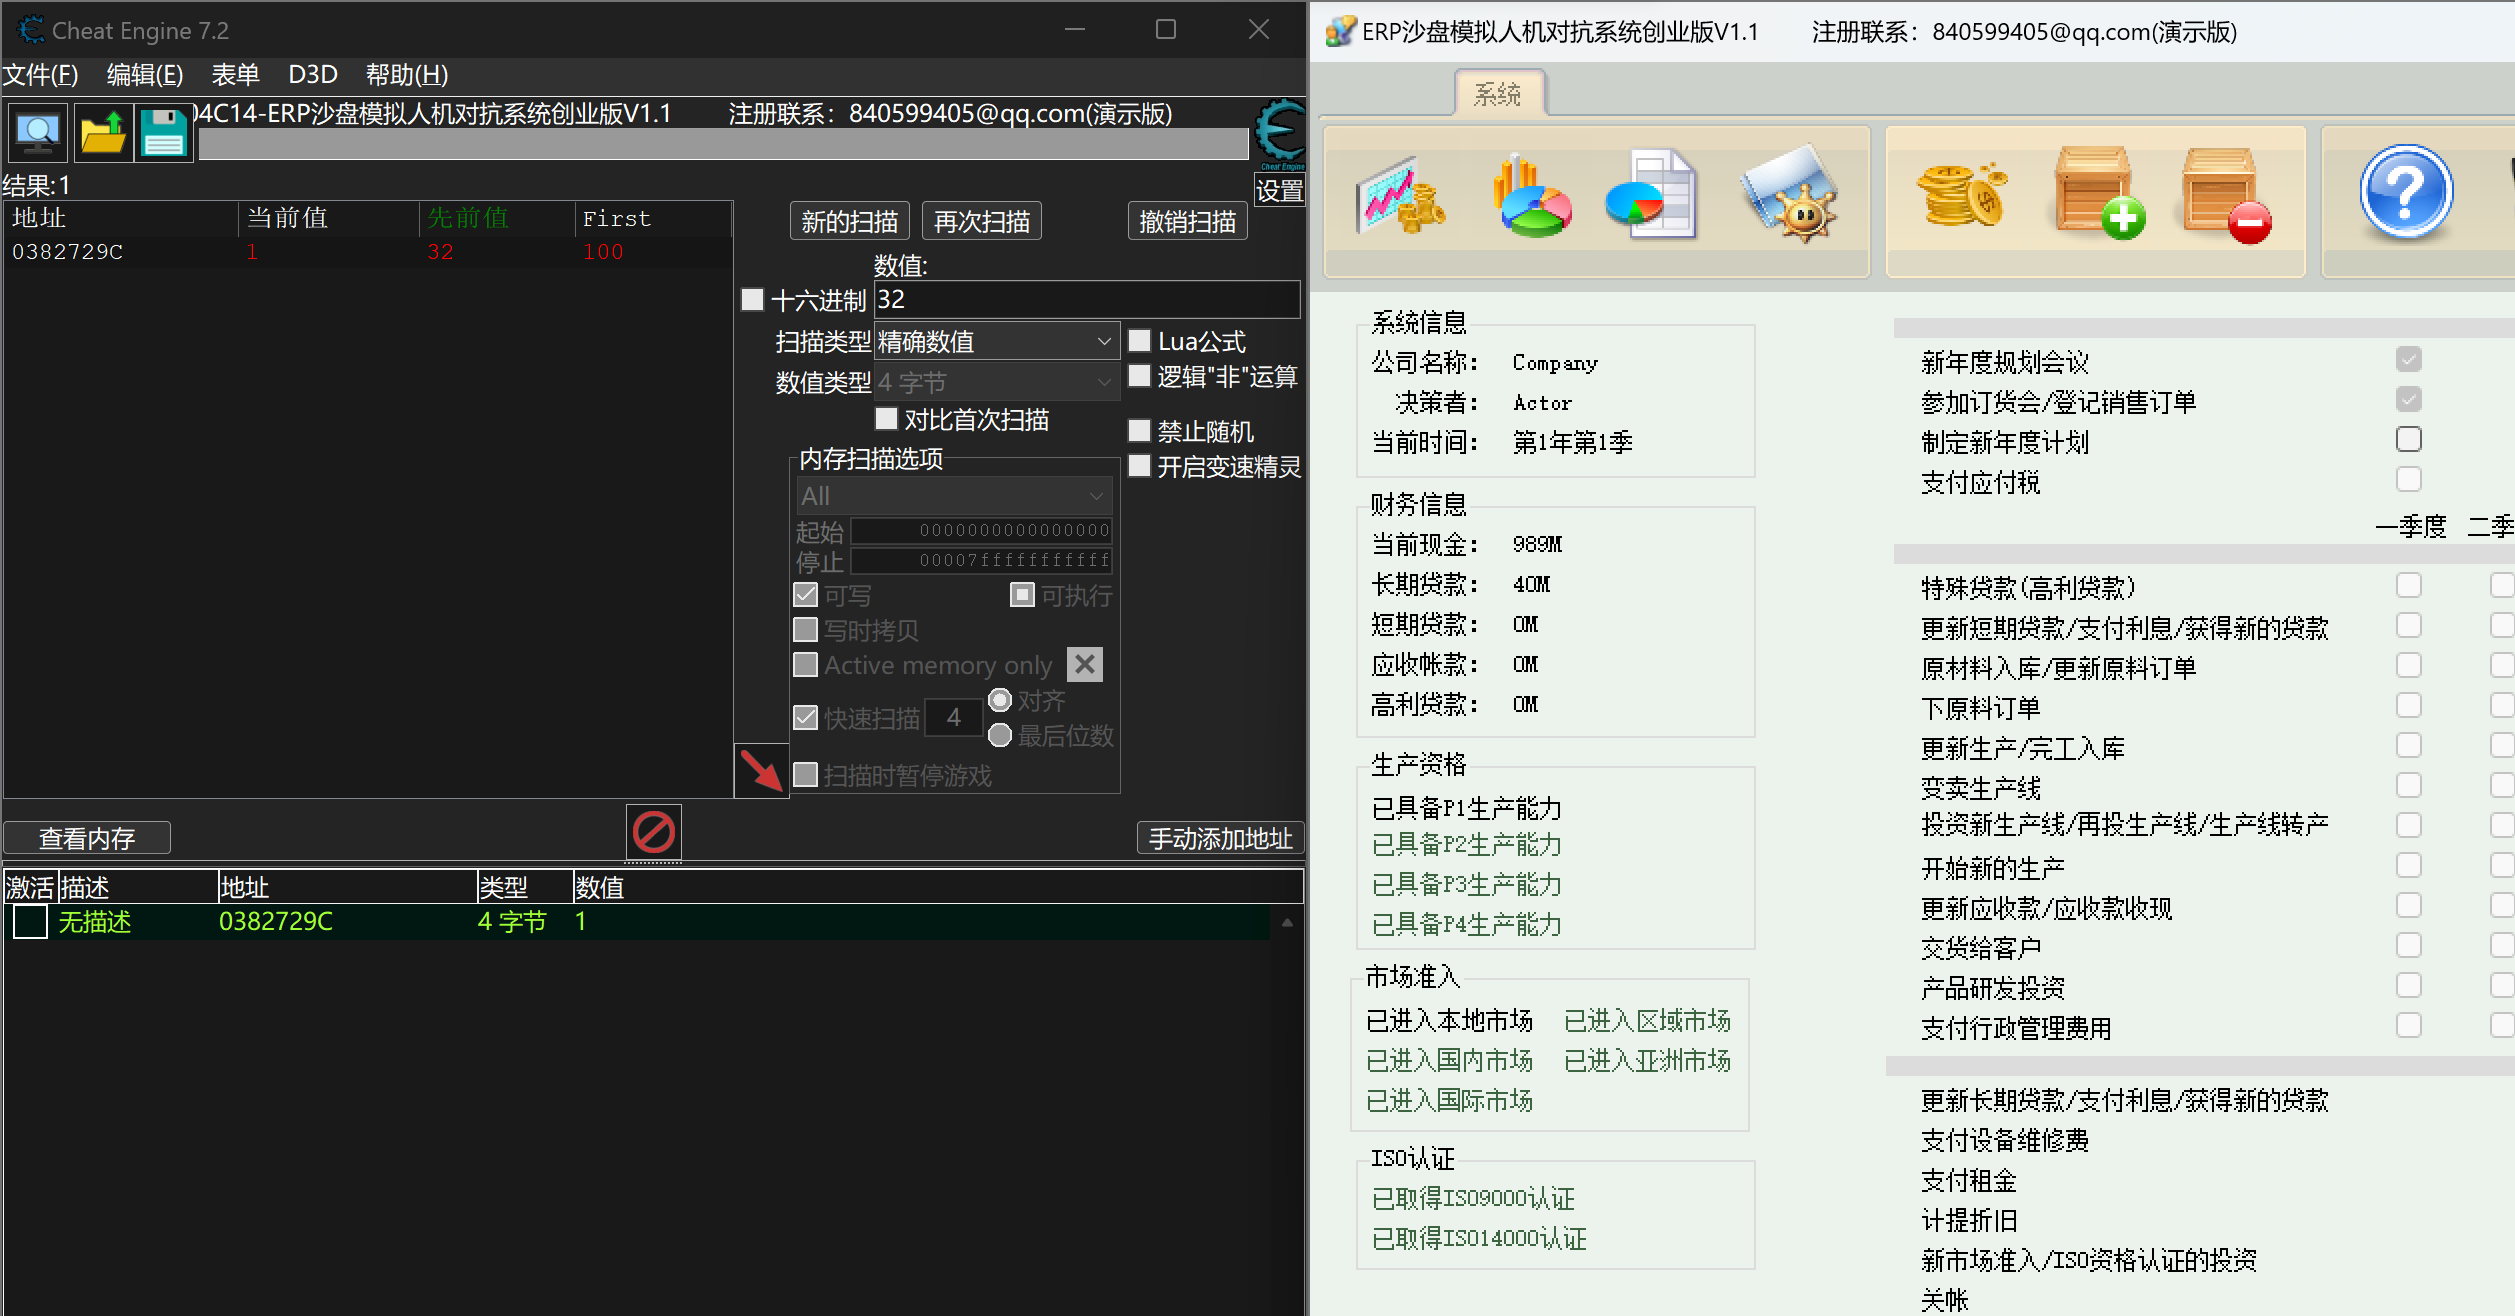 Cheat Engine 7.2
文件(F) 编辑(E) 表单 D3D 帮助(H)
04C14-ERP沙盘模拟人机对抗系统创业版V1.1 注册联系：840599405@qq.com(演示版)
Cheat Engine
结果:1
设置
地址 当前值 先前值 First
0382729C 1 32 100
新的扫描 再次扫描 撤销扫描
数值:
十六进制 32
扫描类型 精确数值 Lua公式
数值类型 4 字节 逻辑"非"运算
对比首次扫描
禁止随机
内存扫描选项
开启变速精灵
All
起始 0000000000000000
停止 00007fffffffffff
可写 可执行
写时拷贝
Active memory only
快速扫描 4 对齐
最后位数
扫描时暂停游戏
查看内存 手动添加地址
激活 描述 地址 类型 数值
无描述 0382729C 4 字节 1
ERP沙盘模拟人机对抗系统创业版V1.1 注册联系：840599405@qq.com(演示版)
系统
系统信息
公司名称： Company
决策者： Actor
当前时间： 第1年第1季
财务信息
当前现金： 989M
长期贷款： 40M
短期贷款： 0M
应收帐款： 0M
高利贷款： 0M
生产资格
已具备P1生产能力
已具备P2生产能力
已具备P3生产能力
已具备P4生产能力
市场准入
已进入本地市场 已进入区域市场
已进入国内市场 已进入亚洲市场
已进入国际市场
ISO认证
已取得ISO9000认证
已取得ISO14000认证
新年度规划会议
参加订货会/登记销售订单
制定新年度计划
支付应付税
一季度 二季
特殊贷款(高利贷款)
更新短期贷款/支付利息/获得新的贷款
原材料入库/更新原料订单
下原料订单
更新生产/完工入库
变卖生产线
投资新生产线/再投生产线/生产线转产
开始新的生产
更新应收款/应收款收现
交货给客户
产品研发投资
支付行政管理费用
更新长期贷款/支付利息/获得新的贷款
支付设备维修费
支付租金
计提折旧
新市场准入/ISO资格认证的投资
关帐